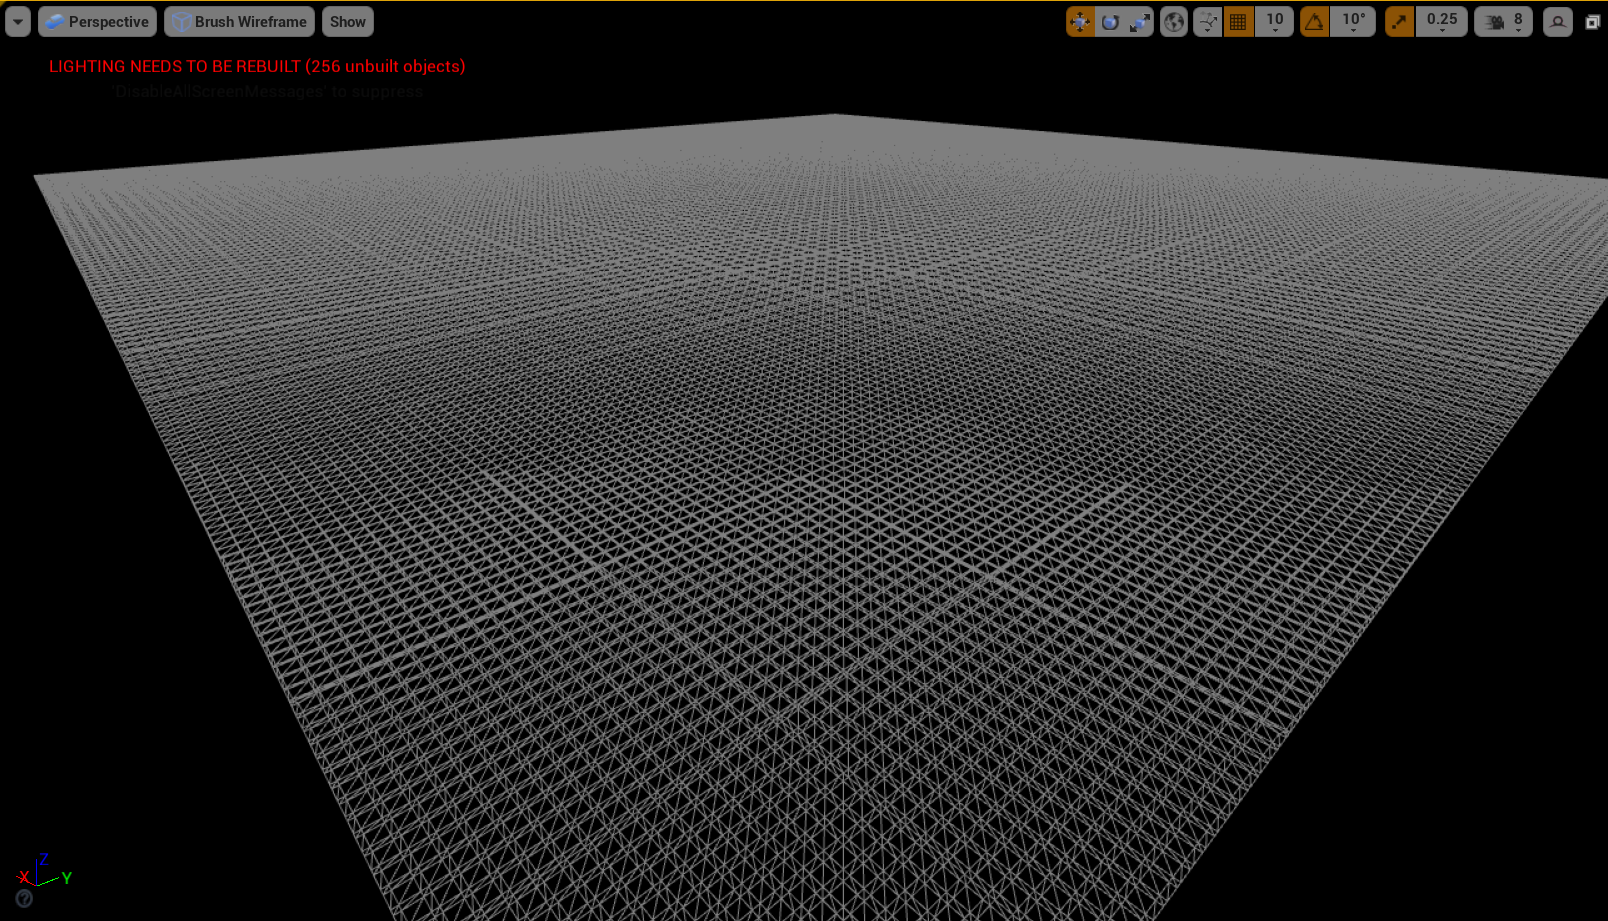 Perspective Brush Wireframe Show 10 10° 0.25 8
LIGHTING NEEDS TO BE REBUILT (256 unbuilt objects)
'DisableAllScreenMessages' to suppress
Z
X Y
?